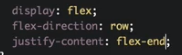 display: flex;
flex-direction: row;
justify-content: flex-end;